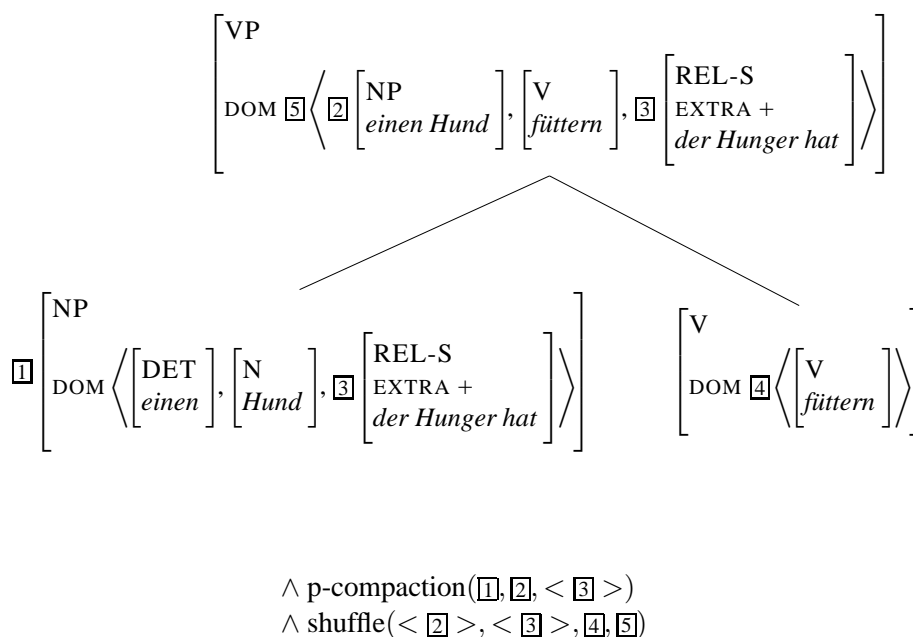 VP
DOM 5 ⟨ 2 [NP einen Hund], [V füttern], 3 [REL-S EXTRA + der Hunger hat] ⟩
1 [NP
DOM ⟨ [DET einen], [N Hund], 3 [REL-S EXTRA + der Hunger hat] ⟩]
[V
DOM 4 ⟨ [V füttern] ⟩]
∧ p-compaction(1, 2, < 3 >)
∧ shuffle(< 2 >, < 3 >, 4, 5)